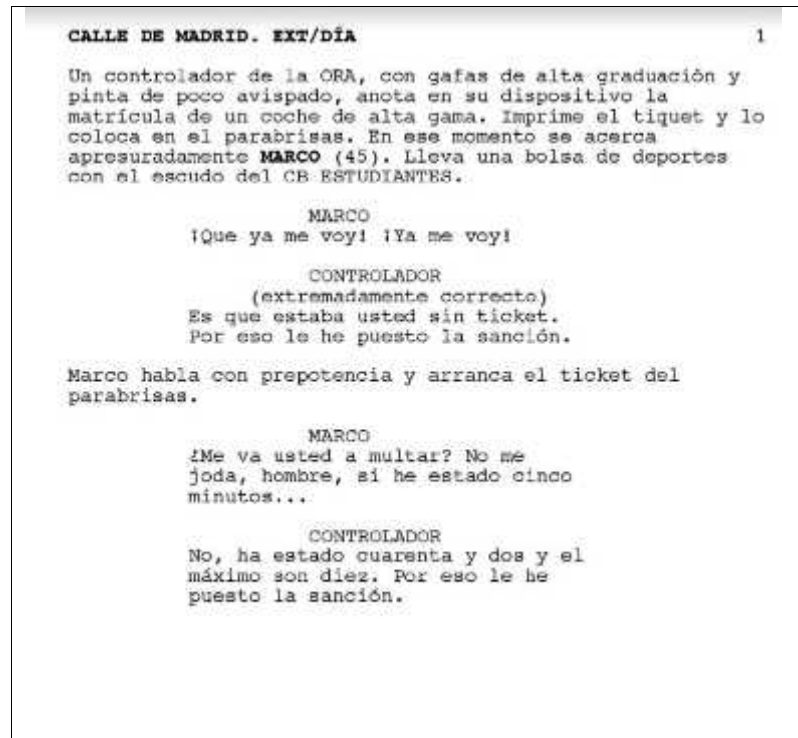 CALLE DE MADRID. EXT/DÍA 1
Un controlador de la ORA, con gafas de alta graduación y
pinta de poco avispado, anota en su dispositivo la
matrícula de un coche de alta gama. Imprime el tiquet y lo
coloca en el parabrisas. En ese momento se acerca
apresuradamente MARCO (45). Lleva una bolsa de deportes
con el escudo del CB ESTUDIANTES.
MARCO
¡Que ya me voy! ¡Ya me voy!
CONTROLADOR
(extremadamente correcto)
Es que estaba usted sin ticket.
Por eso le he puesto la sanción.
Marco habla con prepotencia y arranca el ticket del
parabrisas.
MARCO
¿Me va usted a multar? No me
joda, hombre, si he estado cinco
minutos...
CONTROLADOR
No, ha estado cuarenta y dos y el
máximo son diez. Por eso le he
puesto la sanción.